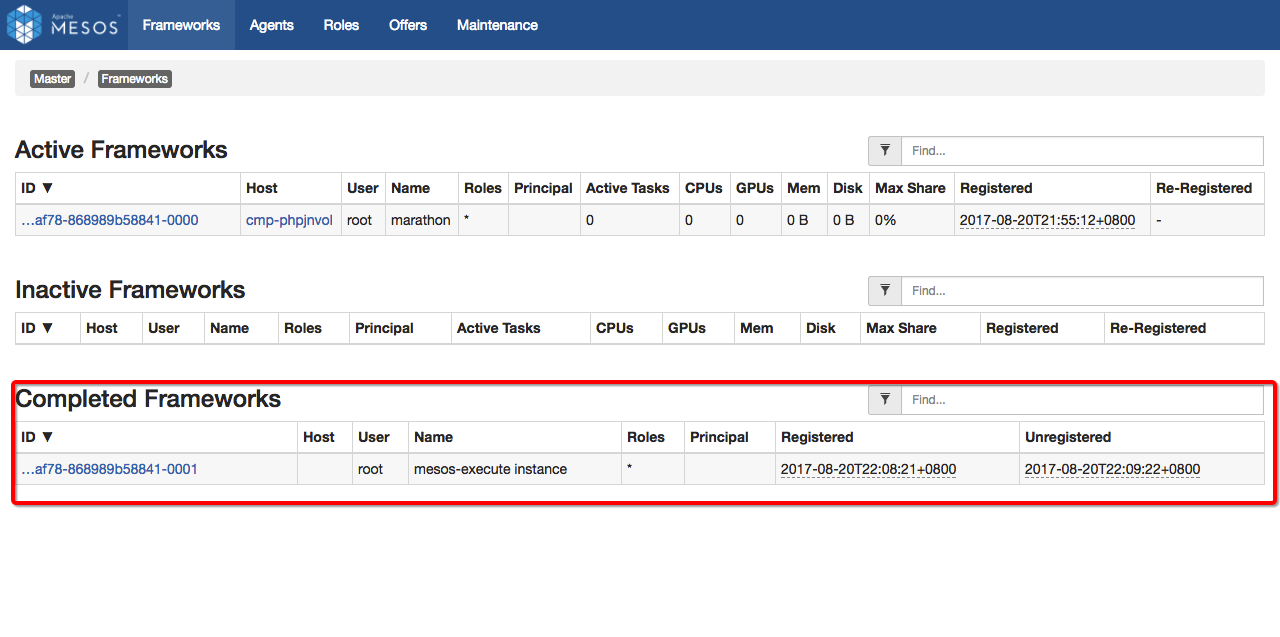 Apache
MESOS™ Frameworks Agents Roles Offers Maintenance
Master / Frameworks
Active Frameworks Find...
ID ▼ Host User Name Roles Principal Active Tasks CPUs GPUs Mem Disk Max Share Registered Re-Registered
…af78-868989b58841-0000 cmp-phpjnvol root marathon * 0 0 0 0 B 0 B 0% 2017-08-20T21:55:12+0800 -
Inactive Frameworks Find...
ID ▼ Host User Name Roles Principal Active Tasks CPUs GPUs Mem Disk Max Share Registered Re-Registered
Completed Frameworks Find...
ID ▼ Host User Name Roles Principal Registered Unregistered
…af78-868989b58841-0001 root mesos-execute instance * 2017-08-20T22:08:21+0800 2017-08-20T22:09:22+0800